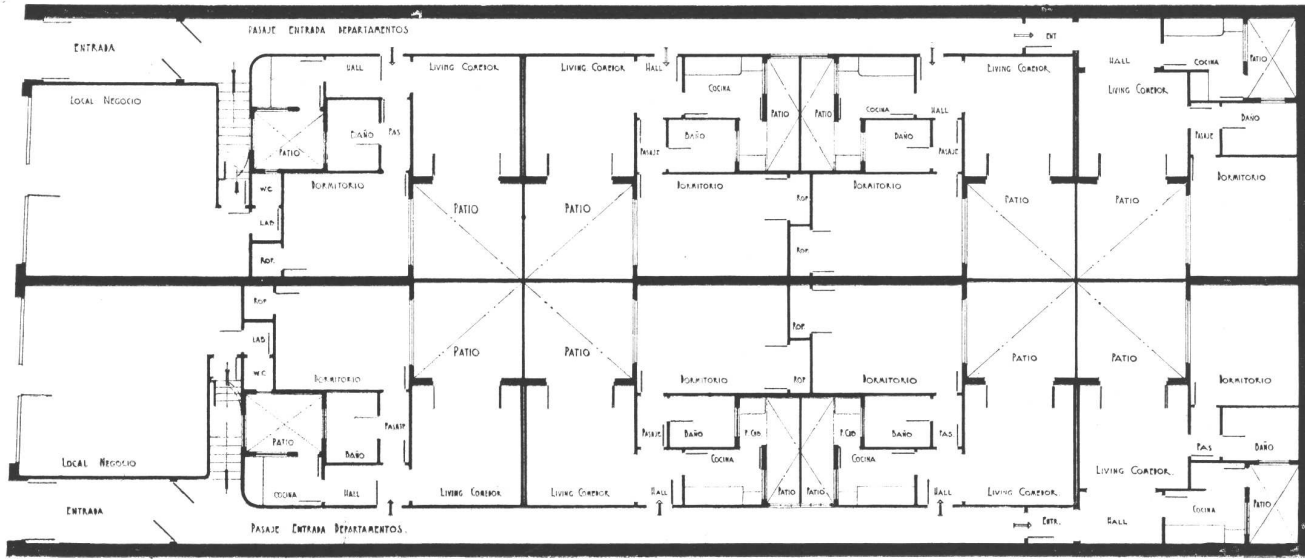 PASAJE ENTRADA DEPARTAMENTOS
ENTRADA
ENT
HALL
LIVING COMEDOR
LIVING COMEDOR
HALL
COCINA
PATIO
PATIO
COCINA
HALL
LIVING COMEDOR
HALL
LIVING COMEDOR
COCINA
PATIO
LOCAL NEGOCIO
PATIO
BAÑO
PAS
PASAJE
BAÑO
BAÑO
PASAJE
PASAJE
BAÑO
W.C.
LAB
ROP.
DORMITORIO
PATIO
PATIO
DORMITORIO
ROP
ROP.
DORMITORIO
PATIO
PATIO
DORMITORIO
ROP
LAB
W.C
DORMITORIO
PATIO
PATIO
DORMITORIO
ROP.
ROP
DORMITORIO
PATIO
PATIO
DORMITORIO
LOCAL NEGOCIO
PATIO
BAÑO
PASAJE
PASAJE
BAÑO
P. CUB
P. CUB
BAÑO
PAS.
PAS
BAÑO
COCINA
HALL
LIVING COMEDOR
LIVING COMEDOR
HALL
COCINA
PATIO
PATIO
COCINA
HALL
LIVING COMEDOR.
LIVING COMEDOR.
HALL
COCINA
PATIO
ENTRADA
PASAJE ENTRADA DEPARTAMENTOS.
ENTR.